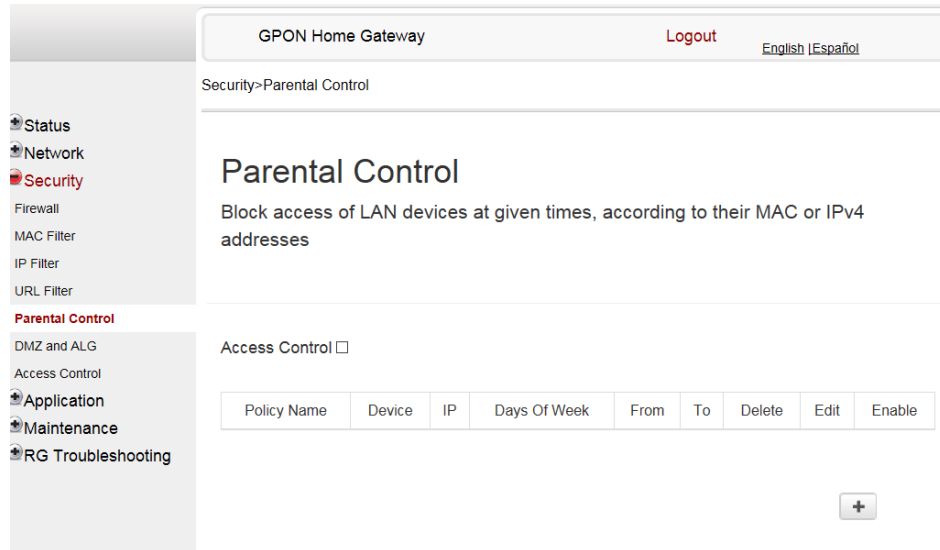 GPON Home Gateway
Logout
English |Español
Security>Parental Control
Status
Network
Security
Firewall
MAC Filter
IP Filter
URL Filter
Parental Control
DMZ and ALG
Access Control
Application
Maintenance
RG Troubleshooting
Parental Control
Block access of LAN devices at given times, according to their MAC or IPv4
addresses
Access Control
Policy Name Device IP Days Of Week From To Delete Edit Enable